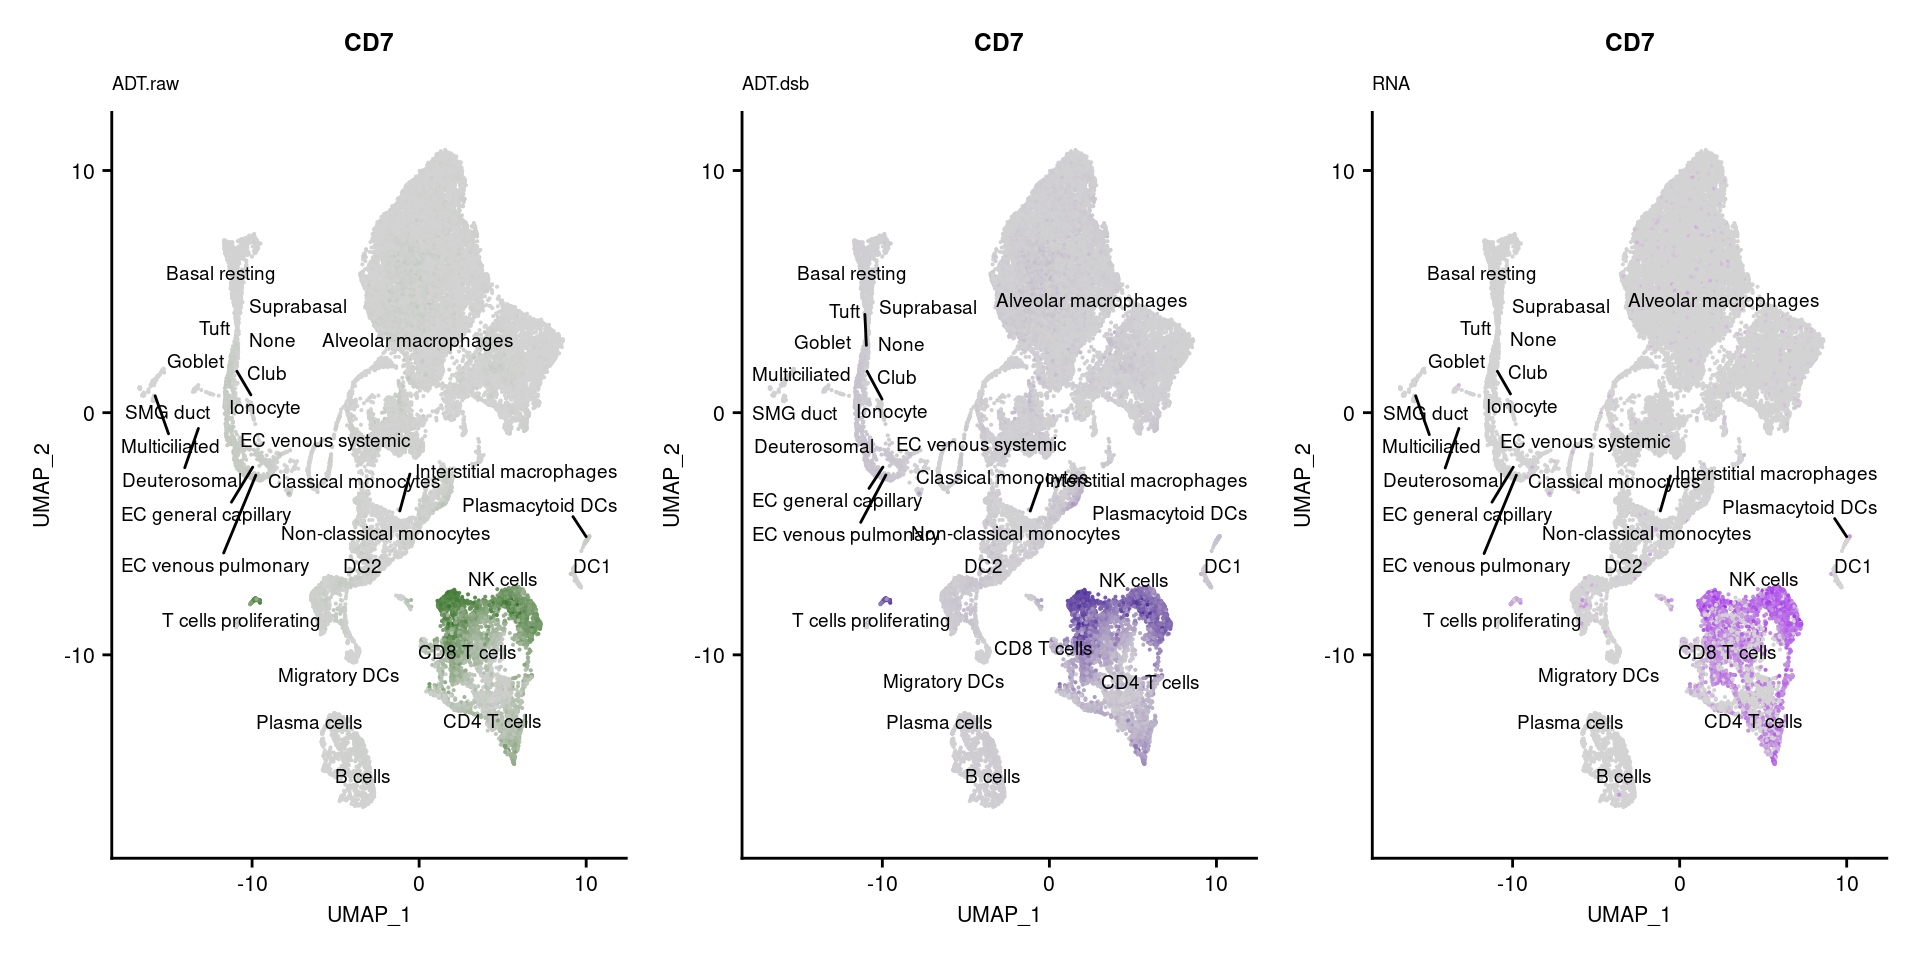 CD7
ADT.raw
10
0
-10
UMAP_2
Basal resting
Suprabasal
Tuft
None
Alveolar macrophages
Goblet
Club
SMG duct
Ionocyte
Multiciliated
EC venous systemic
Interstitial macrophages
Deuterosomal
Classical monocytes
Plasmacytoid DCs
EC general capillary
Non-classical monocytes
EC venous pulmonary
DC2
DC1
NK cells
T cells proliferating
CD8 T cells
Migratory DCs
Plasma cells
CD4 T cells
B cells
-10
0
10
UMAP_1
CD7
ADT.dsb
10
0
-10
UMAP_2
Basal resting
Alveolar macrophages
Tuft
Suprabasal
Goblet
None
Multiciliated
Club
SMG duct
Ionocyte
Deuterosomal
EC venous systemic
Classical monocytes
Interstitial macrophages
EC general capillary
Plasmacytoid DCs
EC venous pulmonary
Non-classical monocytes
DC2
DC1
NK cells
T cells proliferating
CD8 T cells
Migratory DCs
CD4 T cells
Plasma cells
B cells
-10
0
10
UMAP_1
CD7
RNA
10
0
-10
UMAP_2
Basal resting
Alveolar macrophages
Suprabasal
Tuft
None
Goblet
Club
SMG duct
Ionocyte
Multiciliated
EC venous systemic
Interstitial macrophages
Deuterosomal
Classical monocytes
Plasmacytoid DCs
EC general capillary
Non-classical monocytes
EC venous pulmonary
DC2
DC1
NK cells
T cells proliferating
CD8 T cells
Migratory DCs
Plasma cells
CD4 T cells
B cells
-10
0
10
UMAP_1